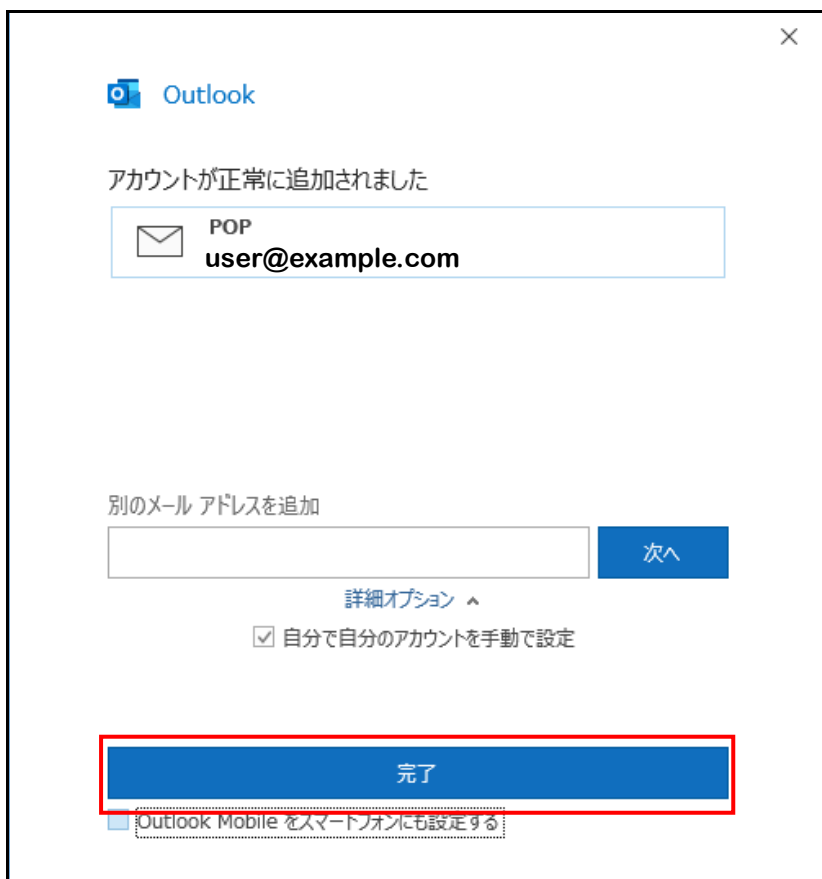 Outlook
アカウントが正常に追加されました
POP
user@example.com
別のメール アドレスを追加
次へ
詳細オプション
自分で自分のアカウントを手動で設定
完了
Outlook Mobile をスマートフォンにも設定する